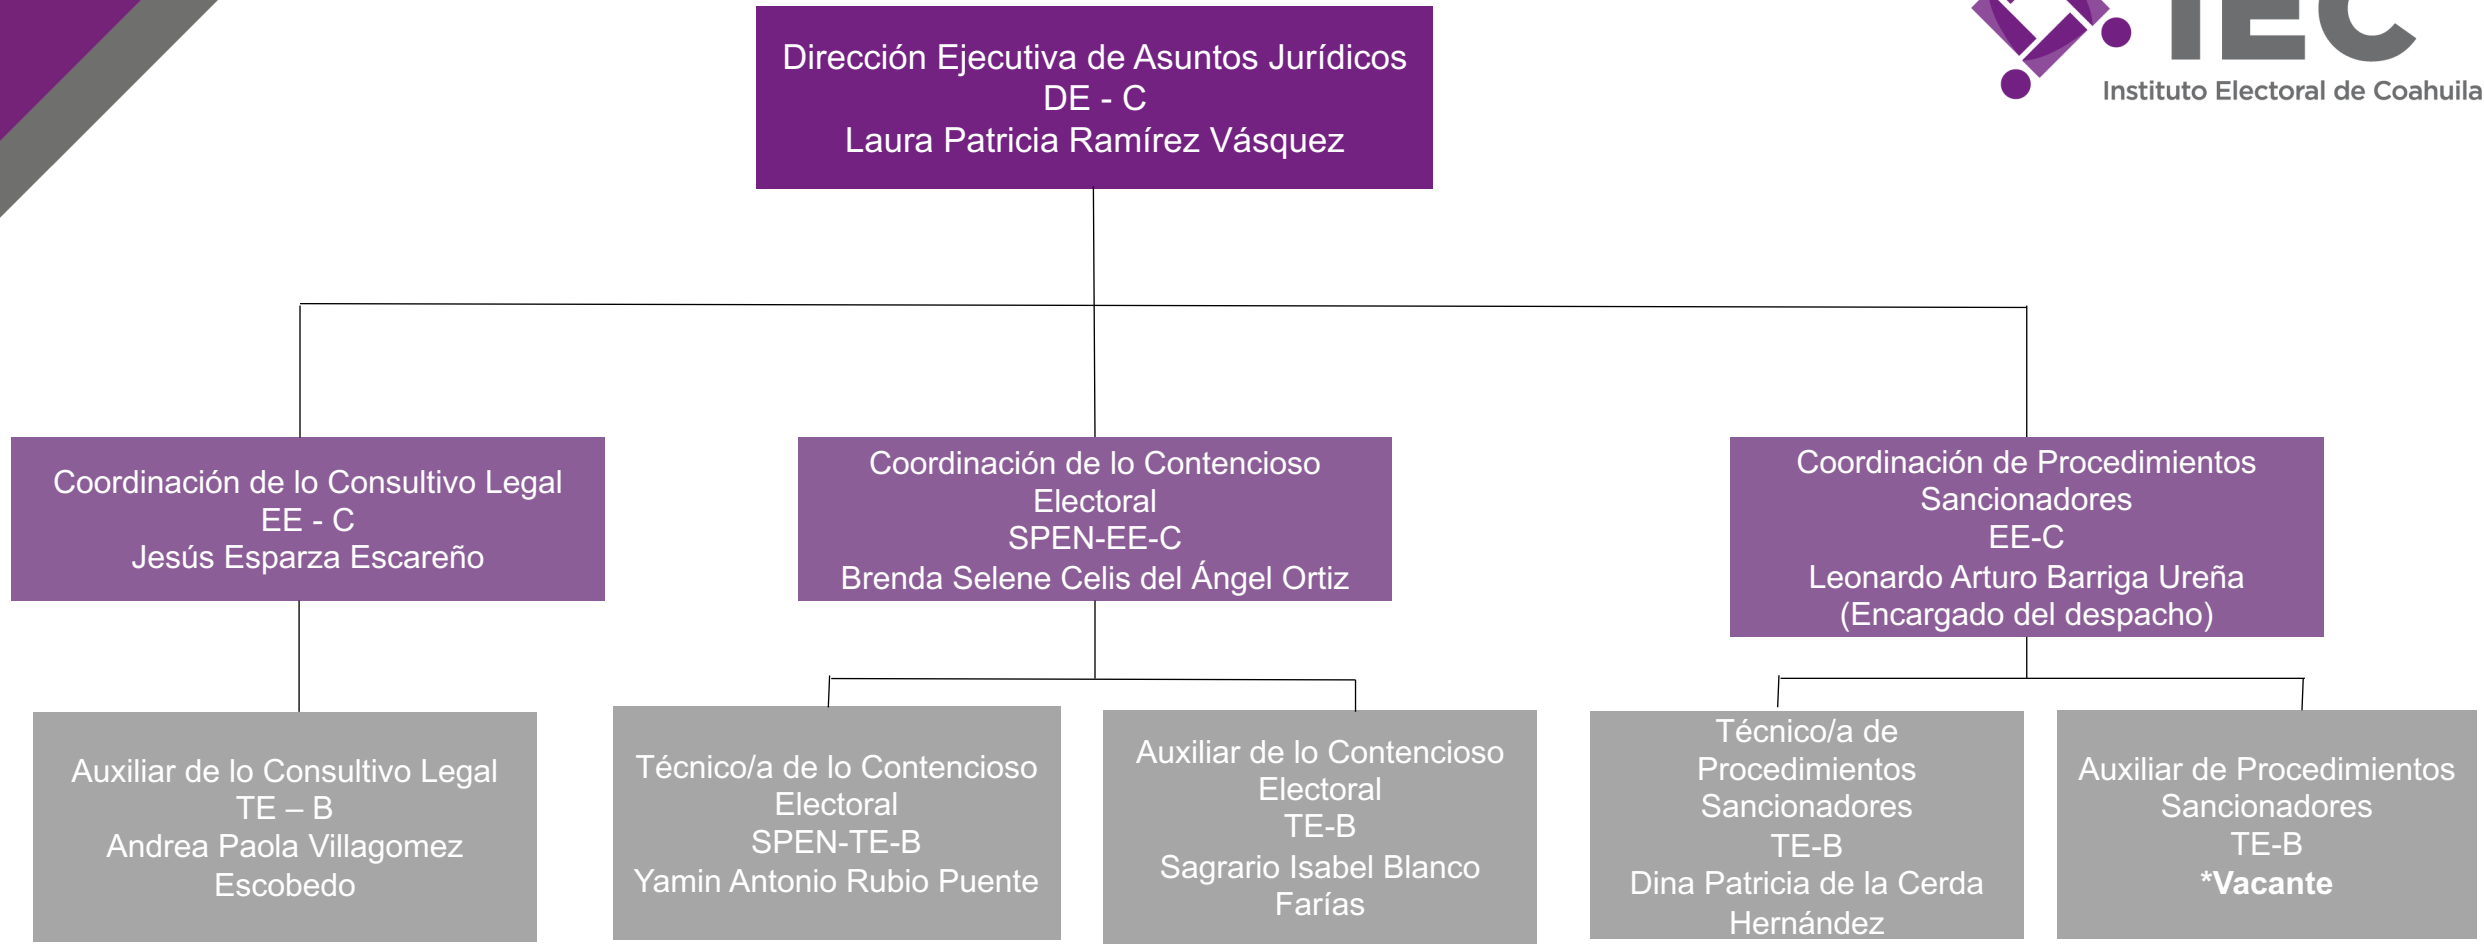 IEC
Instituto Electoral de Coahuila
Dirección Ejecutiva de Asuntos Jurídicos
DE - C
Laura Patricia Ramírez Vásquez
Coordinación de lo Consultivo Legal
EE - C
Jesús Esparza Escareño
Coordinación de lo Contencioso
Electoral
SPEN-EE-C
Brenda Selene Celis del Ángel Ortiz
Coordinación de Procedimientos
Sancionadores
EE-C
Leonardo Arturo Barriga Ureña
(Encargado del despacho)
Auxiliar de lo Consultivo Legal
TE – B
Andrea Paola Villagomez
Escobedo
Técnico/a de lo Contencioso
Electoral
SPEN-TE-B
Yamin Antonio Rubio Puente
Auxiliar de lo Contencioso
Electoral
TE-B
Sagrario Isabel Blanco
Farías
Técnico/a de
Procedimientos
Sancionadores
TE-B
Dina Patricia de la Cerda
Hernández
Auxiliar de Procedimientos
Sancionadores
TE-B
*Vacante